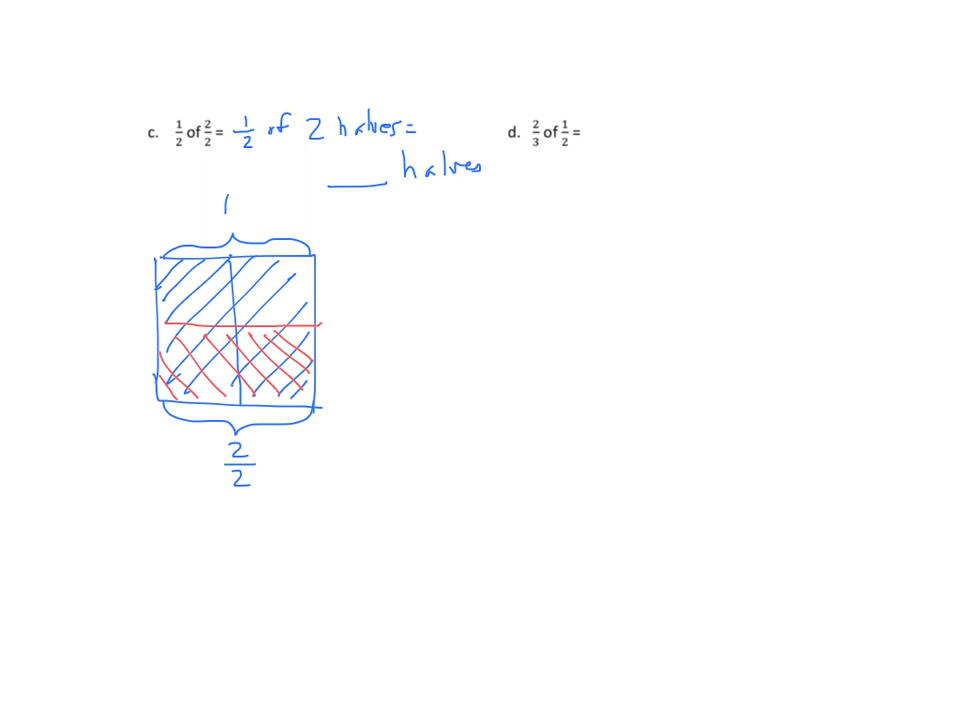 c. 1/2 of 2/2 = 1/2 of 2 halves =
d. 2/3 of 1/2 =
___ halves
1
2/2